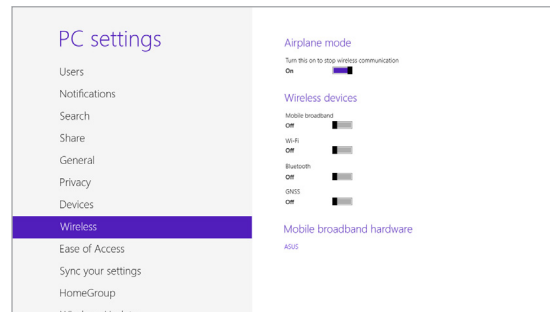 PC settings
Users
Notifications
Search
Share
General
Privacy
Devices
Wireless
Ease of Access
Sync your settings
HomeGroup
Airplane mode
Turn this on to stop wireless communication
On
Wireless devices
Mobile broadband
Off
Wi-Fi
Off
Bluetooth
Off
GNSS
Off
Mobile broadband hardware
ASUS